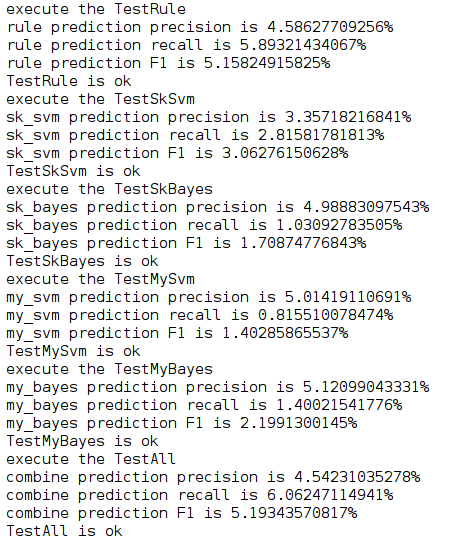 execute the TestRule
rule prediction precision is 4.58627709256%
rule prediction recall is 5.89321434067%
rule prediction F1 is 5.15824915825%
TestRule is ok
execute the TestSkSvm
sk_svm prediction precision is 3.35718216841%
sk_svm prediction recall is 2.81581781813%
sk_svm prediction F1 is 3.06276150628%
TestSkSvm is ok
execute the TestSkBayes
sk_bayes prediction precision is 4.98883097543%
sk_bayes prediction recall is 1.03092783505%
sk_bayes prediction F1 is 1.70874776843%
TestSkBayes is ok
execute the TestMySvm
my_svm prediction precision is 5.01419110691%
my_svm prediction recall is 0.815510078474%
my_svm prediction F1 is 1.40285865537%
TestMySvm is ok
execute the TestMyBayes
my_bayes prediction precision is 5.12099043331%
my_bayes prediction recall is 1.40021541776%
my_bayes prediction F1 is 2.1991300145%
TestMyBayes is ok
execute the TestAll
combine prediction precision is 4.54231035278%
combine prediction recall is 6.06247114941%
combine prediction F1 is 5.19343570817%
TestAll is ok